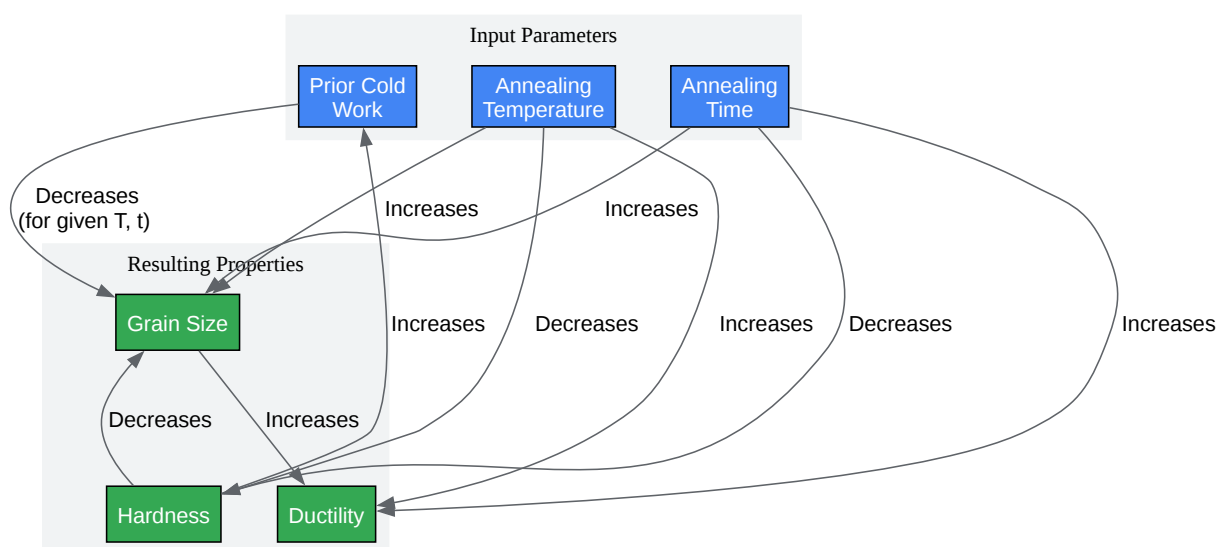 Input Parameters
Prior Cold
Work
Annealing
Temperature
Annealing
Time
Decreases
(for given T, t)
Increases
Increases
Resulting Properties
Grain Size
Increases
Decreases
Increases
Decreases
Increases
Decreases
Increases
Hardness
Ductility